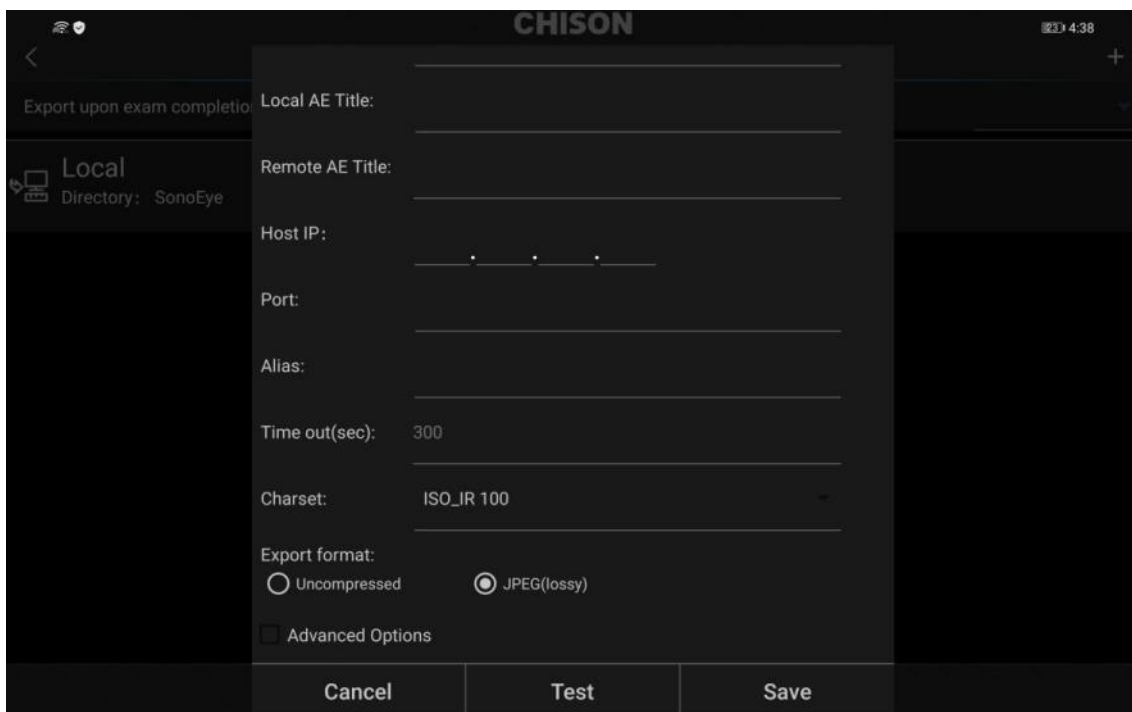 CHISON
23 4:38
Export upon exam completio
Local AE Title:
Local
Directory: SonoEye
Remote AE Title:
Host IP:
. . .
Port:
Alias:
Time out(sec): 300
Charset: ISO_IR 100
Export format:
Uncompressed JPEG(lossy)
Advanced Options
Cancel Test Save